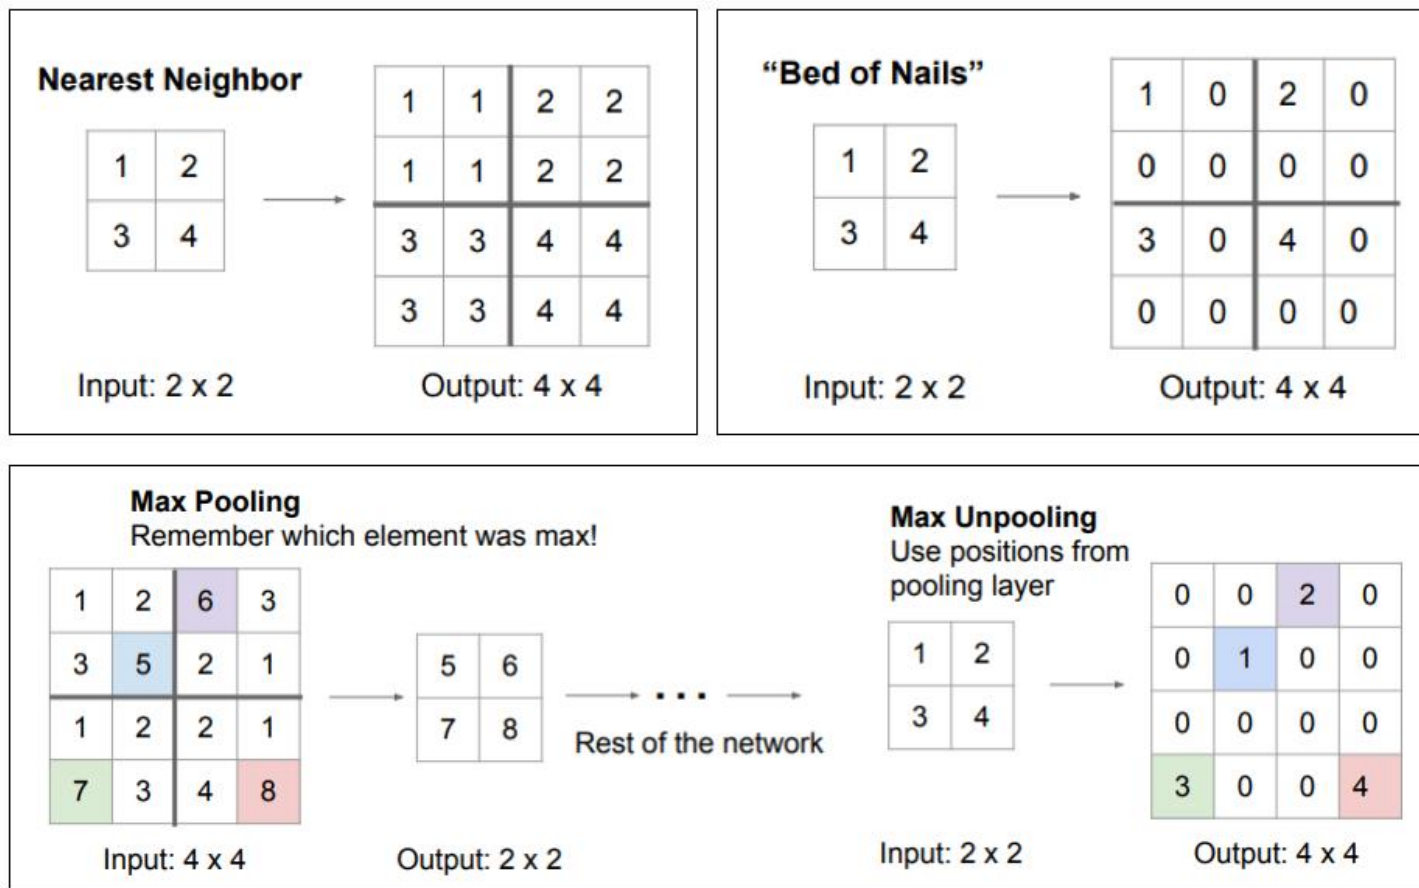 Nearest Neighbor
1 2
3 4
1 1 2 2
1 1 2 2
3 3 4 4
3 3 4 4
Input: 2 x 2
Output: 4 x 4
“Bed of Nails”
1 2
3 4
1 0 2 0
0 0 0 0
3 0 4 0
0 0 0 0
Input: 2 x 2
Output: 4 x 4
Max Pooling
Remember which element was max!
1 2 6 3
3 5 2 1
1 2 2 1
7 3 4 8
Input: 4 x 4
5 6
7 8
Output: 2 x 2
...
Rest of the network
Max Unpooling
Use positions from
pooling layer
1 2
3 4
Input: 2 x 2
0 0 2 0
0 1 0 0
0 0 0 0
3 0 0 4
Output: 4 x 4